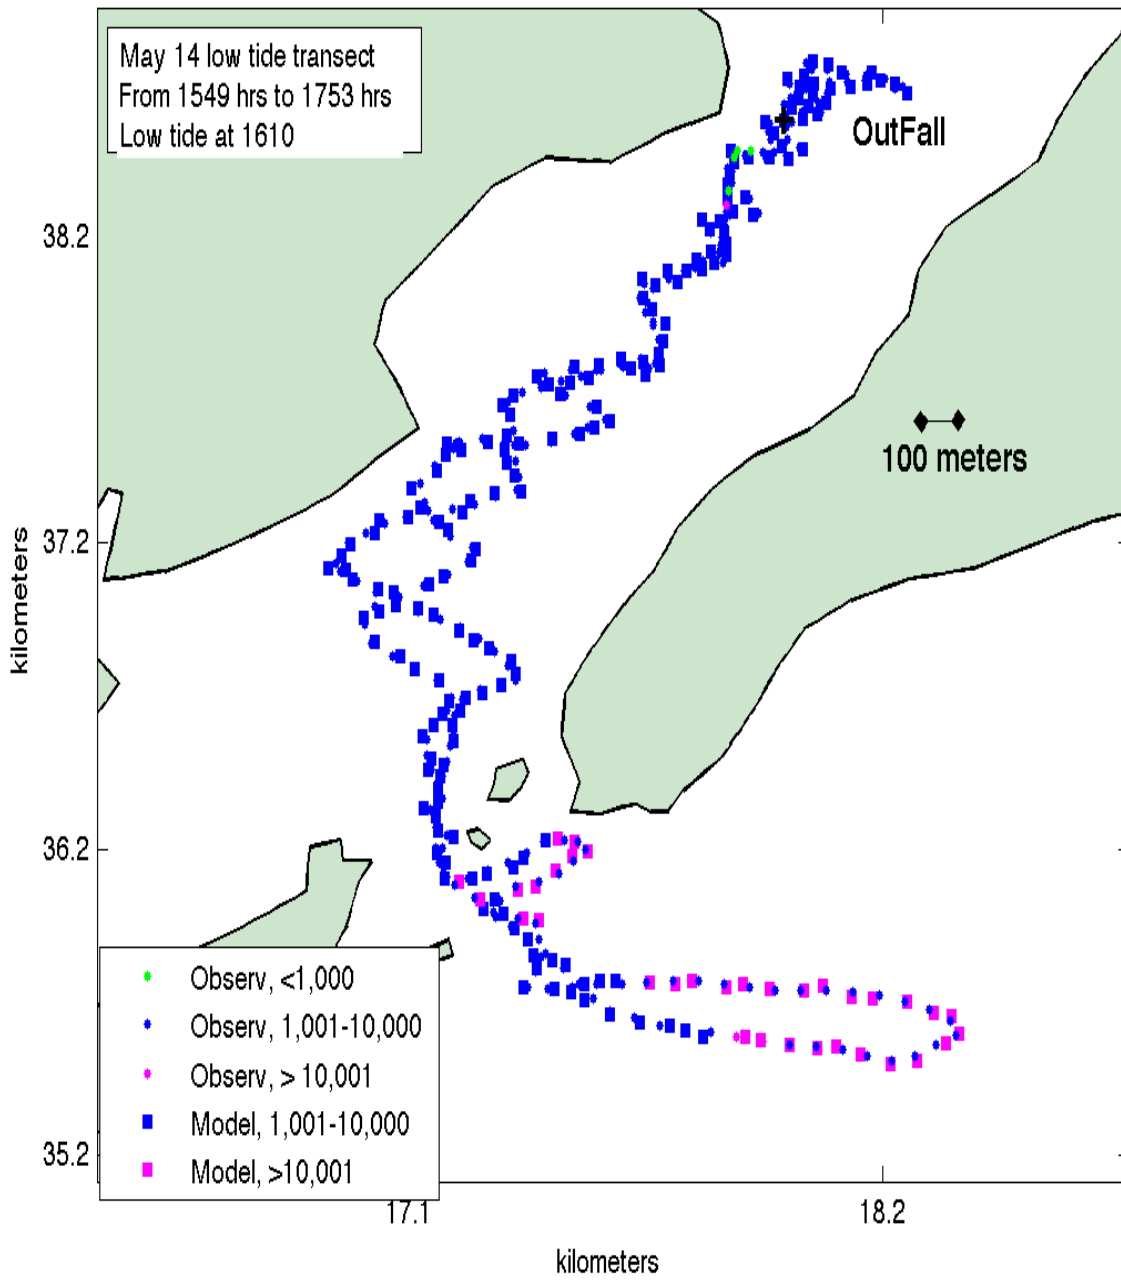 May 14 low tide transect
From 1549 hrs to 1753 hrs
Low tide at 1610
OutFall
38.2
100 meters
37.2
kilometers
36.2
Observ, <1,000
Observ, 1,001-10,000
Observ, > 10,001
Model, 1,001-10,000
Model, >10,001
35.2
17.1
18.2
kilometers